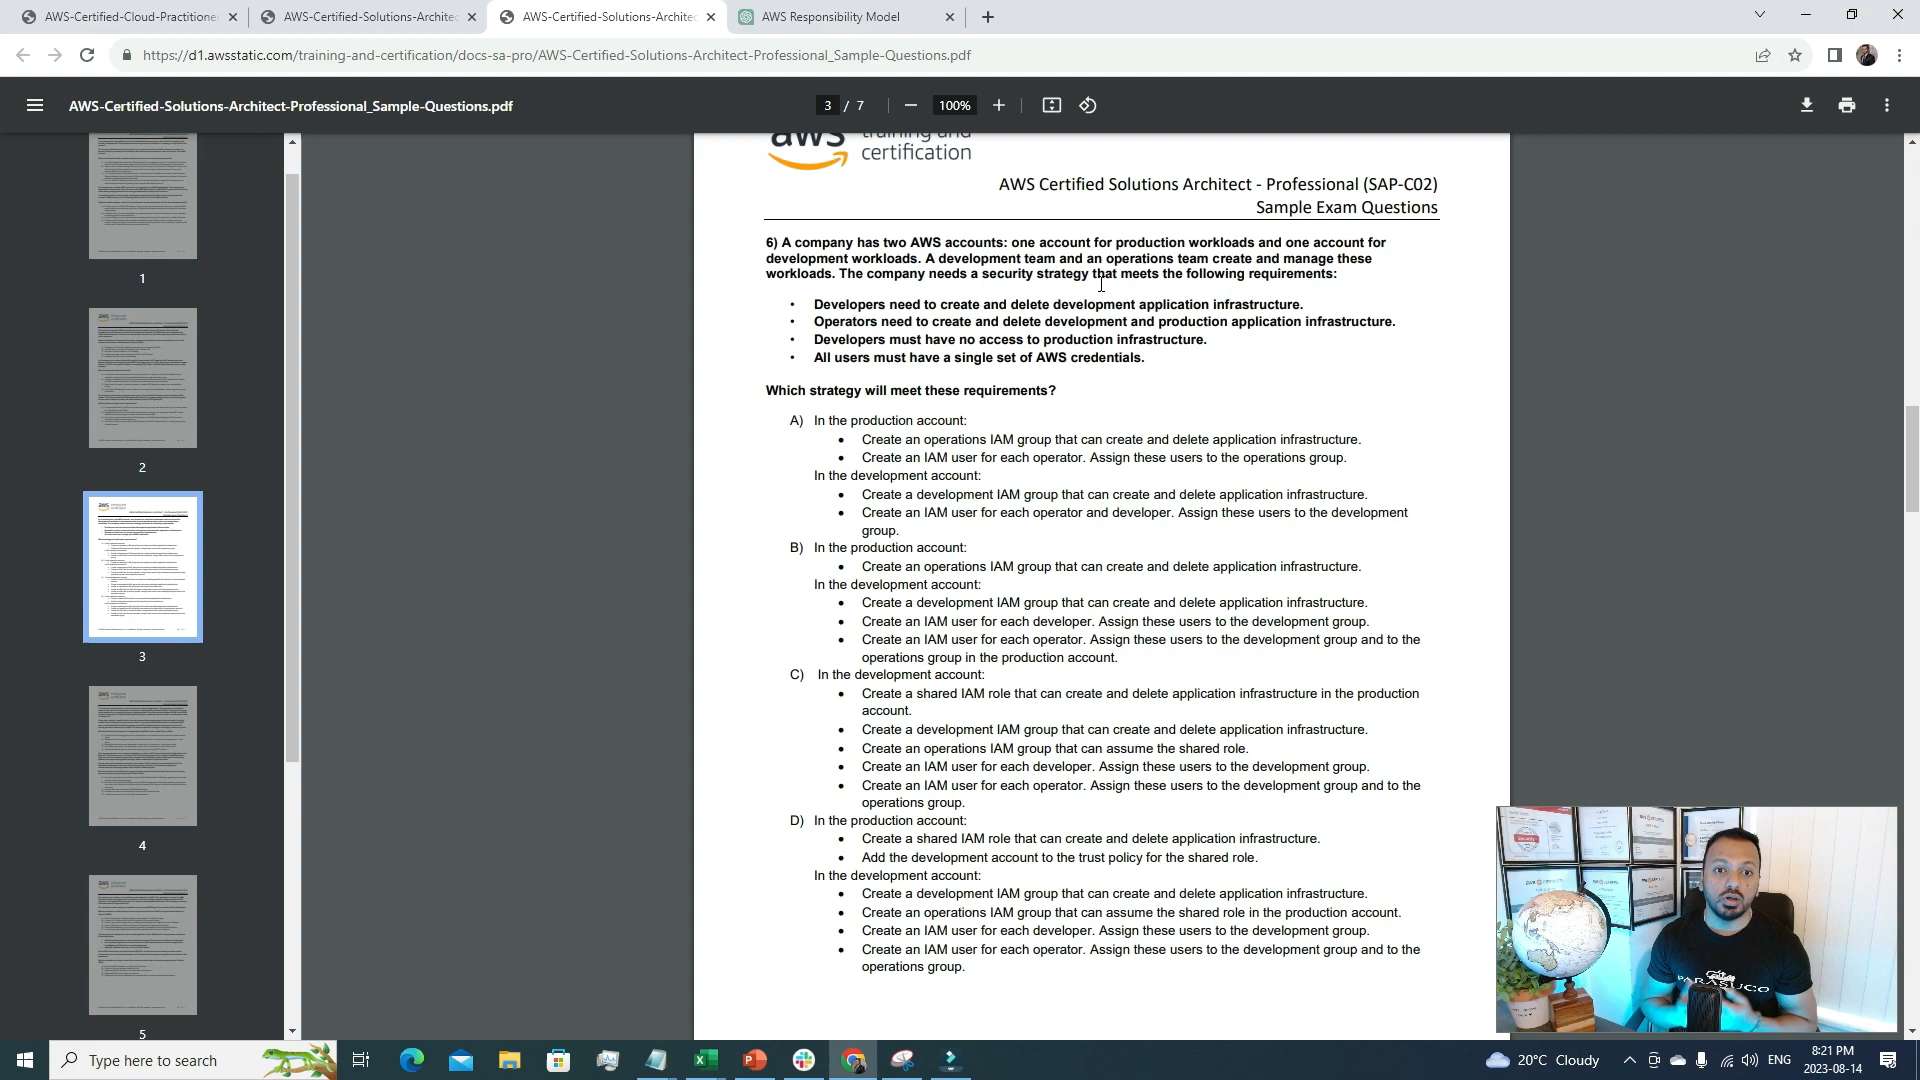 AWS-Certified-Cloud-Practitioner
AWS-Certified-Solutions-Architec
AWS-Certified-Solutions-Architec
AWS Responsibility Model
https://d1.awsstatic.com/training-and-certification/docs-sa-pro/AWS-Certified-Solutions-Architect-Professional_Sample-Questions.pdf
AWS-Certified-Solutions-Architect-Professional_Sample-Questions.pdf
3 / 7
100%
1
2
3
4
5
aws training and
certification
AWS Certified Solutions Architect - Professional (SAP-C02)
Sample Exam Questions
6) A company has two AWS accounts: one account for production workloads and one account for
development workloads. A development team and an operations team create and manage these
workloads. The company needs a security strategy that meets the following requirements:
• Developers need to create and delete development application infrastructure.
• Operators need to create and delete development and production application infrastructure.
• Developers must have no access to production infrastructure.
• All users must have a single set of AWS credentials.
Which strategy will meet these requirements?
A) In the production account:
• Create an operations IAM group that can create and delete application infrastructure.
• Create an IAM user for each operator. Assign these users to the operations group.
In the development account:
• Create a development IAM group that can create and delete application infrastructure.
• Create an IAM user for each operator and developer. Assign these users to the development
group.
B) In the production account:
• Create an operations IAM group that can create and delete application infrastructure.
In the development account:
• Create a development IAM group that can create and delete application infrastructure.
• Create an IAM user for each developer. Assign these users to the development group.
• Create an IAM user for each operator. Assign these users to the development group and to the
operations group in the production account.
C) In the development account:
• Create a shared IAM role that can create and delete application infrastructure in the production
account.
• Create a development IAM group that can create and delete application infrastructure.
• Create an operations IAM group that can assume the shared role.
• Create an IAM user for each developer. Assign these users to the development group.
• Create an IAM user for each operator. Assign these users to the development group and to the
operations group.
D) In the production account:
• Create a shared IAM role that can create and delete application infrastructure.
• Add the development account to the trust policy for the shared role.
In the development account:
• Create a development IAM group that can create and delete application infrastructure.
• Create an operations IAM group that can assume the shared role in the production account.
• Create an IAM user for each developer. Assign these users to the development group.
• Create an IAM user for each operator. Assign these users to the development group and to the
operations group.
PARASUCO
Type here to search
20°C Cloudy
ENG
8:21 PM
2023-08-14